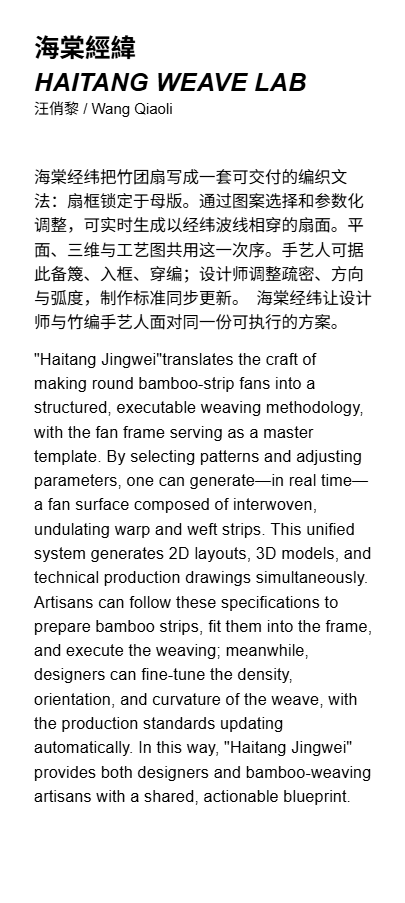 海棠經緯
HAITANG WEAVE LAB
汪俏黎 / Wang Qiaoli
海棠经纬把竹团扇写成一套可交付的编织文
法：扇框锁定于母版。通过图案选择和参数化
调整，可实时生成以经纬波线相穿的扇面。平
面、三维与工艺图共用这一次序。手艺人可据
此备篾、入框、穿编；设计师调整疏密、方向
与弧度，制作标准同步更新。 海棠经纬让设计
师与竹编手艺人面对同一份可执行的方案。
"Haitang Jingwei"translates the craft of
making round bamboo-strip fans into a
structured, executable weaving methodology,
with the fan frame serving as a master
template. By selecting patterns and adjusting
parameters, one can generate—in real time—
a fan surface composed of interwoven,
undulating warp and weft strips. This unified
system generates 2D layouts, 3D models, and
technical production drawings simultaneously.
Artisans can follow these specifications to
prepare bamboo strips, fit them into the frame,
and execute the weaving; meanwhile,
designers can fine-tune the density,
orientation, and curvature of the weave, with
the production standards updating
automatically. In this way, "Haitang Jingwei"
provides both designers and bamboo-weaving
artisans with a shared, actionable blueprint.